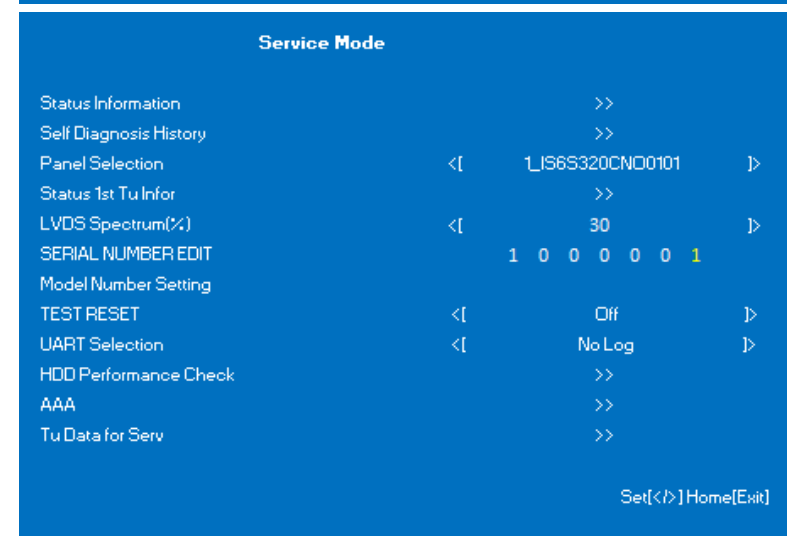 Service Mode
Status Information >>
Self Diagnosis History >>
Panel Selection <[ 1_IS6S320CNO0101 ]>
Status 1st Tu Infor >>
LVDS Spectrum(%) <[ 30 ]>
SERIAL NUMBER EDIT 1 0 0 0 0 0 1
Model Number Setting
TEST RESET <[ Off ]>
UART Selection <[ No Log ]>
HDD Performance Check >>
AAA >>
Tu Data for Serv >>
Set[</>] Home[Exit]